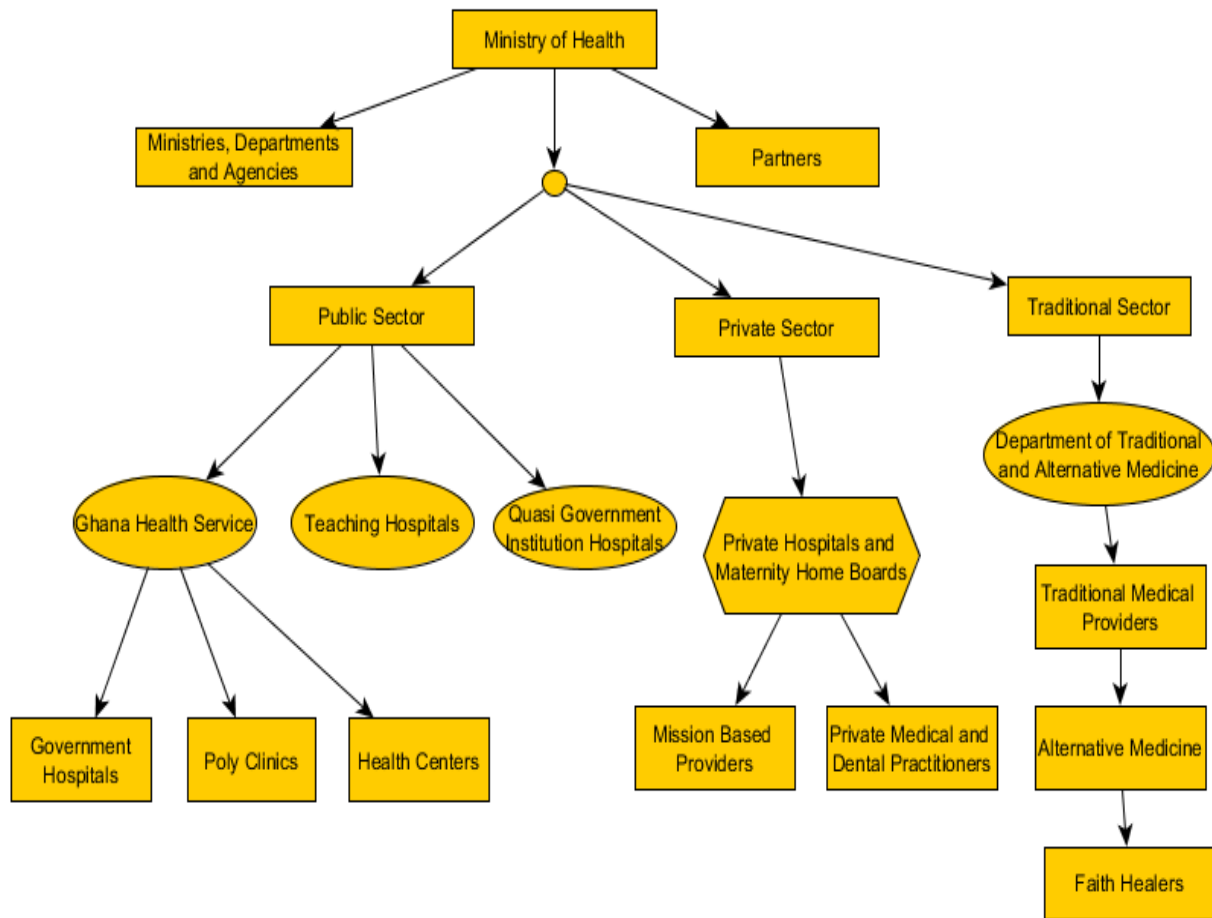 Ministry of Health
Ministries, Departments
and Agencies
Partners
Public Sector
Private Sector
Traditional Sector
Department of Traditional
and Alternative Medicine
Ghana Health Service
Teaching Hospitals
Quasi Government
Institution Hospitals
Private Hospitals and
Maternity Home Boards
Traditional Medical
Providers
Government
Hospitals
Poly Clinics
Health Centers
Mission Based
Providers
Private Medical and
Dental Practitioners
Alternative Medicine
Faith Healers